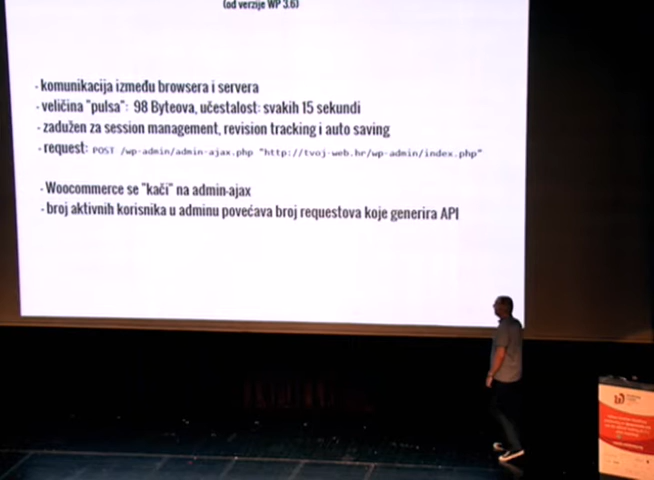 (od verzije WP 3.6)
- komunikacija između browsera i servera
- veličina "pulsa": 98 Byteova, učestalost: svakih 15 sekundi
- zadužen za session management, revision tracking i auto saving
- request: POST /wp-admin/admin-ajax.php "http://tvoj-web.hr/wp-admin/index.php"
- Woocommerce se "kači" na admin-ajax
- broj aktivnih korisnika u adminu povećava broj requestova koje generira API